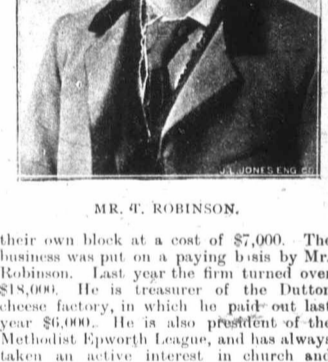 J.L. JONES ENG. CO.
MR. T. ROBINSON.
their own block at a cost of $7,000. The
business was put on a paying basis by Mr.
Robinson. Last year the firm turned over
$18,000. He is treasurer of the Dutton
cheese factory, in which he paid out last
year $6,000. He is also president of the
Methodist Epworth League, and has alway
taken an active interest in church an